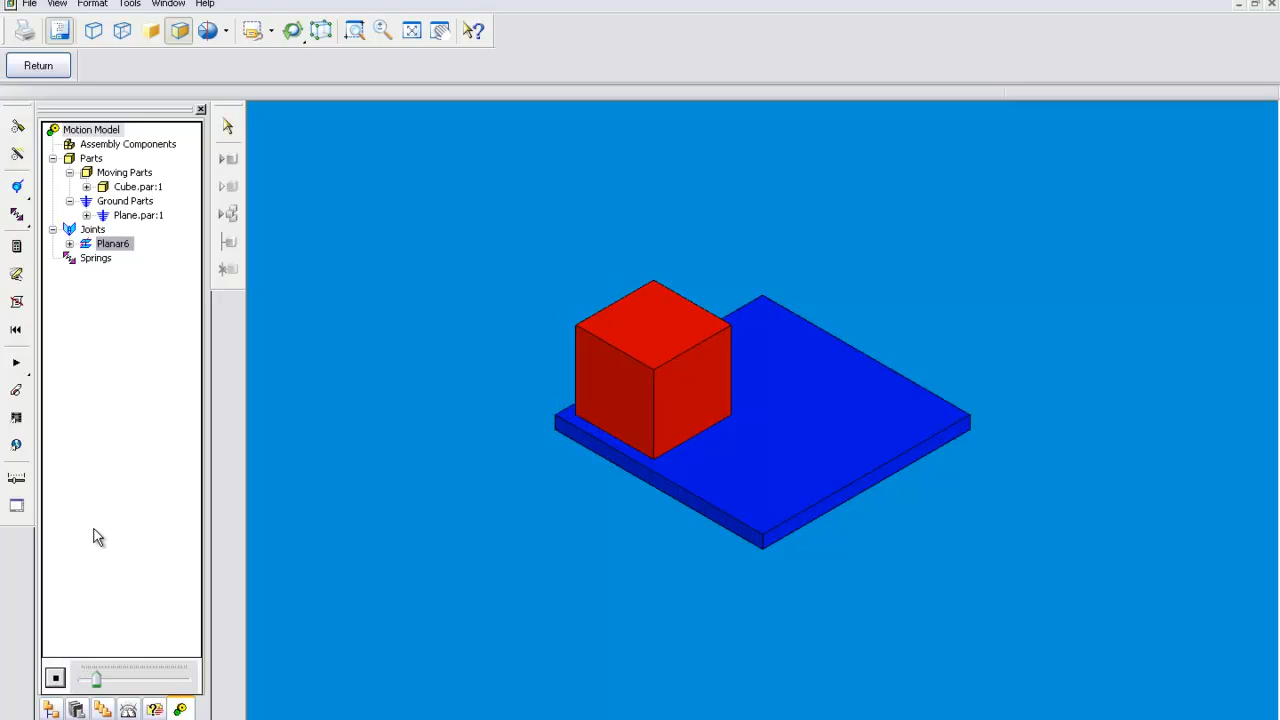 File View Format Tools Window Help
Return
Motion Model
Assembly Components
Parts
Moving Parts
Cube.par:1
Ground Parts
Plane.par:1
Joints
Planar6
Springs